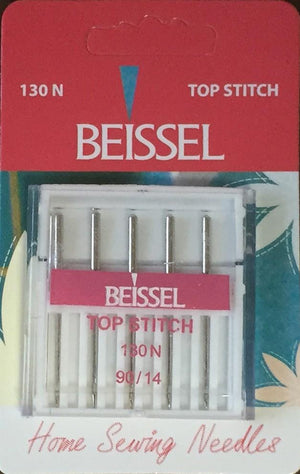 130 N TOP STITCH
BEISSEL
BEISSEL
TOP STITCH
130 N
90/14
Home Sewing Needles